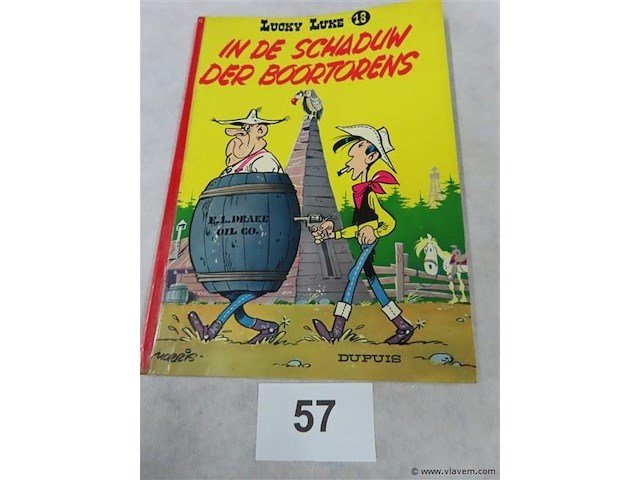 LUCKY LUKE 18
IN DE SCHADUW
DER BOORTORENS
E.L. DRAKE
OIL CO.
MORRIS
DUPUIS
57
© www.vlavem.com